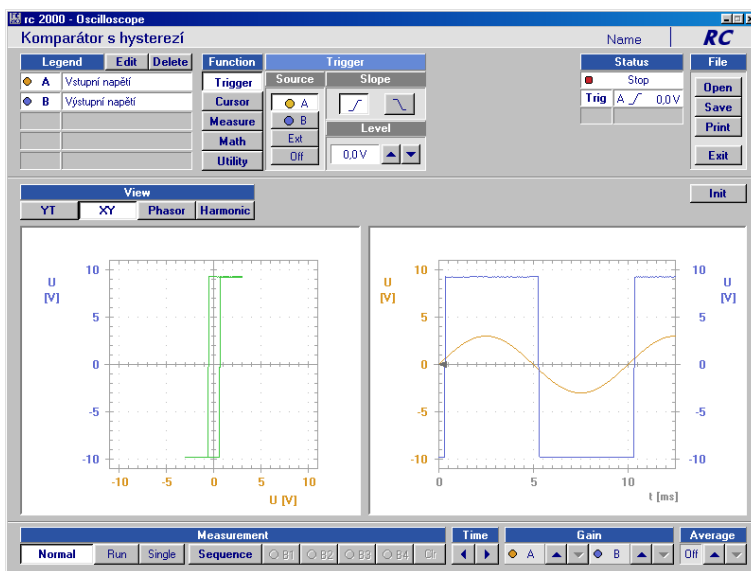 rc 2000 - Oscilloscope
Komparátor s hysterezí Name RC
Legend Edit Delete Function Trigger Status File
A Vstupní napětí Trigger Source Slope Stop Open
B Výstupní napětí Cursor A Trig A 0,0 V Save
Measure B Level Print
Math Ext 0,0 V Exit
Utility Off
View Init
YT XY Phasor Harmonic
U [V] 10 5 0 -5 -10
-10 -5 0 5 10
U [V]
U [V] 10 5 0 -5 -10
0 5 10
t [ms]
10 5 0 -5 -10 U [V]
Measurement Time Gain Average
Normal Run Single Sequence B1 B2 B3 B4 Clr A B Off